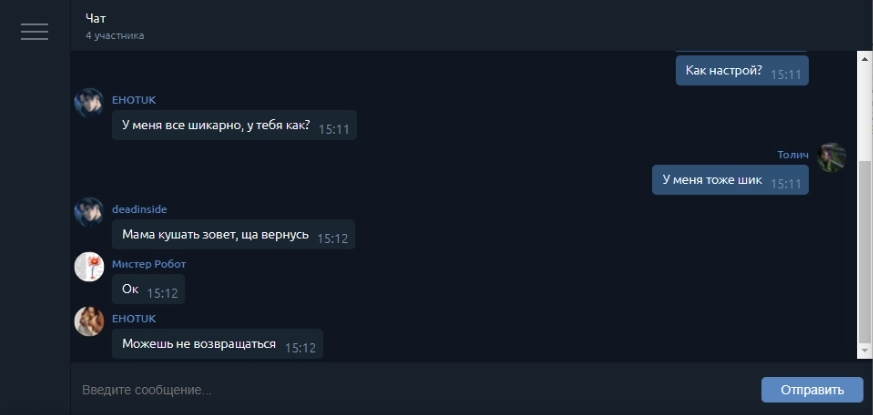 Чат
4 участника
Как настрой? 15:11
EHOTUK
У меня все шикарно, у тебя как? 15:11
Толич
У меня тоже шик 15:11
deadinside
Мама кушать зовет, ща вернусь 15:12
Мистер Робот
Ок 15:12
EHOTUK
Можешь не возвращаться 15:12
Введите сообщение...
Отправить